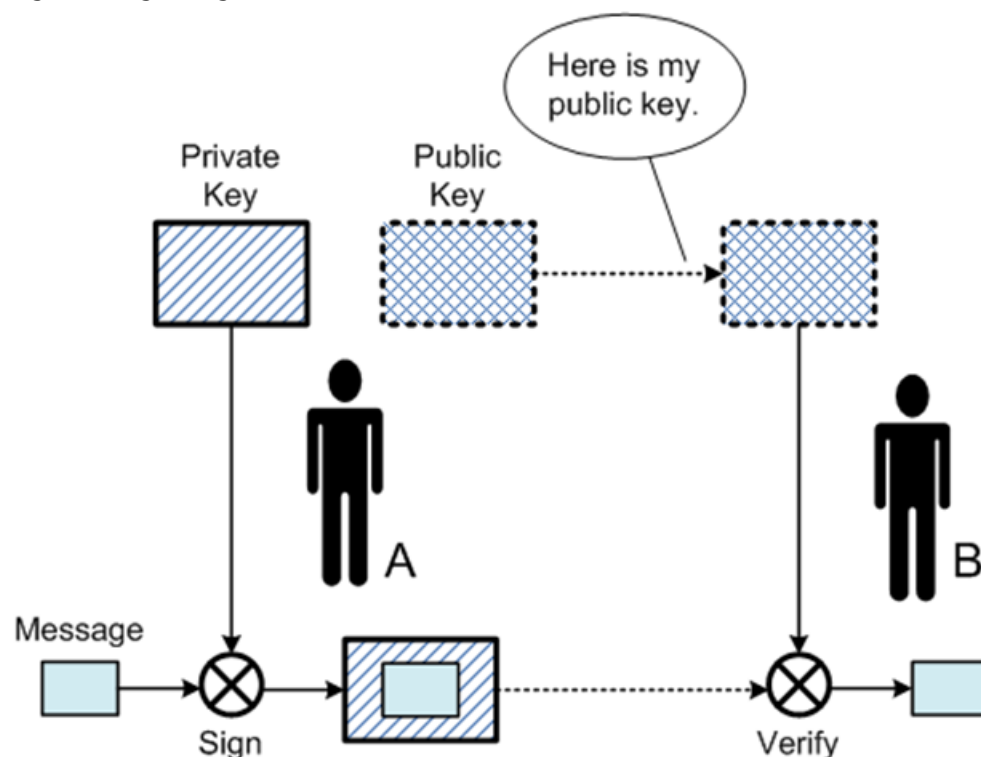 Here is my
public key.
Private
Key
Public
Key
A
B
Message
Sign
Verify